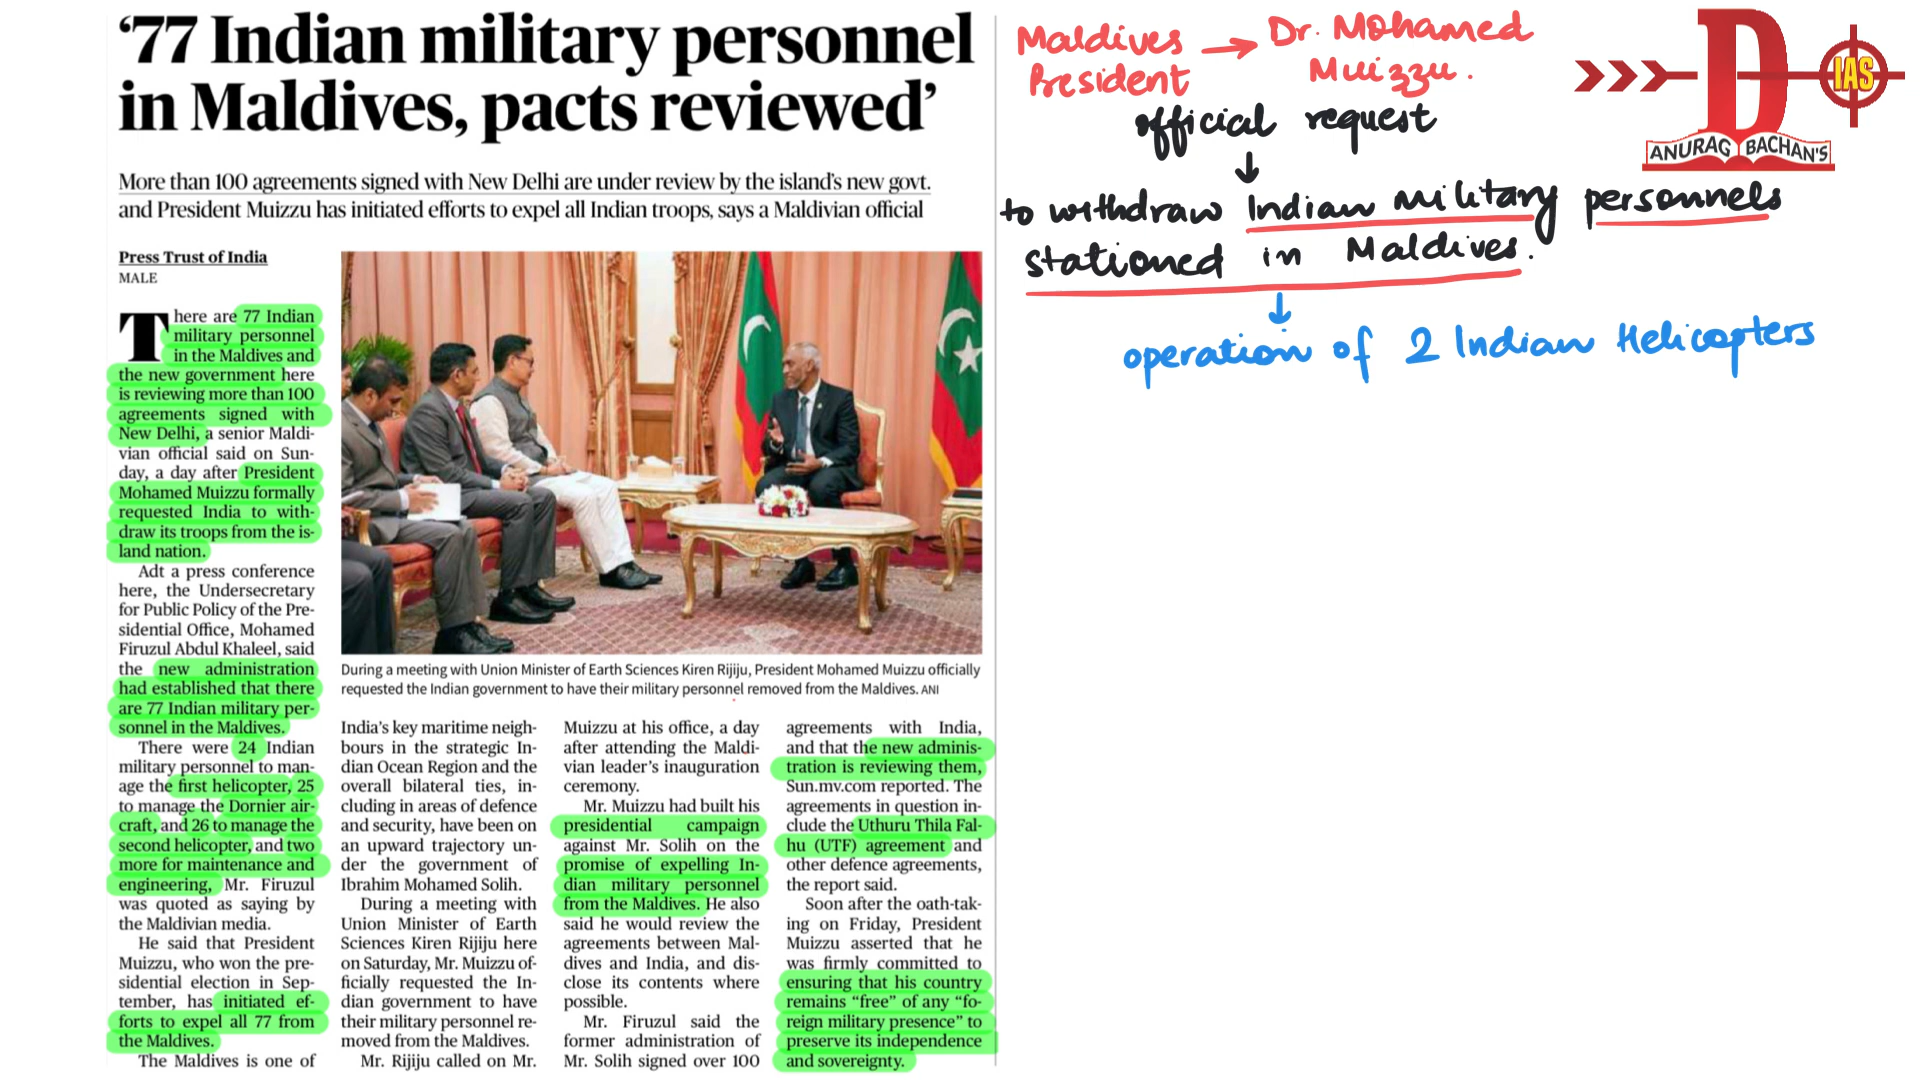 ‘77 Indian military personnel
in Maldives, pacts reviewed’
More than 100 agreements signed with New Delhi are under review by the island’s new govt.
and President Muizzu has initiated efforts to expel all Indian troops, says a Maldivian official
Press Trust of India
MALE
There are 77 Indian
military personnel
in the Maldives and
the new government here
is reviewing more than 100
agreements signed with
New Delhi, a senior Maldi-
vian official said on Sun-
day, a day after President
Mohamed Muizzu formally
requested India to with-
draw its troops from the is-
land nation.
Adt a press conference
here, the Undersecretary
for Public Policy of the Pre-
sidential Office, Mohamed
Firuzul Abdul Khaleel, said
the new administration
had established that there
are 77 Indian military per-
sonnel in the Maldives.
There were 24 Indian
military personnel to man-
age the first helicopter, 25
to manage the Dornier air-
craft, and 26 to manage the
second helicopter, and two
more for maintenance and
engineering, Mr. Firuzul
was quoted as saying by
the Maldivian media.
He said that President
Muizzu, who won the pre-
sidential election in Sep-
tember, has initiated ef-
forts to expel all 77 from
the Maldives.
The Maldives is one of
During a meeting with Union Minister of Earth Sciences Kiren Rijiju, President Mohamed Muizzu officially
requested the Indian government to have their military personnel removed from the Maldives. ANI
India’s key maritime neigh-
bours in the strategic In-
dian Ocean Region and the
overall bilateral ties, in-
cluding in areas of defence
and security, have been on
an upward trajectory un-
der the government of
Ibrahim Mohamed Solih.
During a meeting with
Union Minister of Earth
Sciences Kiren Rijiju here
on Saturday, Mr. Muizzu of-
ficially requested the In-
dian government to have
their military personnel re-
moved from the Maldives.
Mr. Rijiju called on Mr.
Muizzu at his office, a day
after attending the Maldi-
vian leader’s inauguration
ceremony.
Mr. Muizzu had built his
presidential campaign
against Mr. Solih on the
promise of expelling In-
dian military personnel
from the Maldives. He also
said he would review the
agreements between Mal-
dives and India, and dis-
close its contents where
possible.
Mr. Firuzul said the
former administration of
Mr. Solih signed over 100
agreements with India,
and that the new adminis-
tration is reviewing them,
Sun.mv.com reported. The
agreements in question in-
clude the Uthuru Thila Fal-
hu (UTF) agreement and
other defence agreements,
the report said.
Soon after the oath-tak-
ing on Friday, President
Muizzu asserted that he
was firmly committed to
ensuring that his country
remains “free” of any “fo-
reign military presence” to
preserve its independence
and sovereignty.
Maldives → Dr. Mohamed
President Muizzu.
official request
↓
to withdraw Indian military personnels
stationed in Maldives.
↓
operation of 2 Indian Helicopters
D IAS
ANURAG BACHAN'S